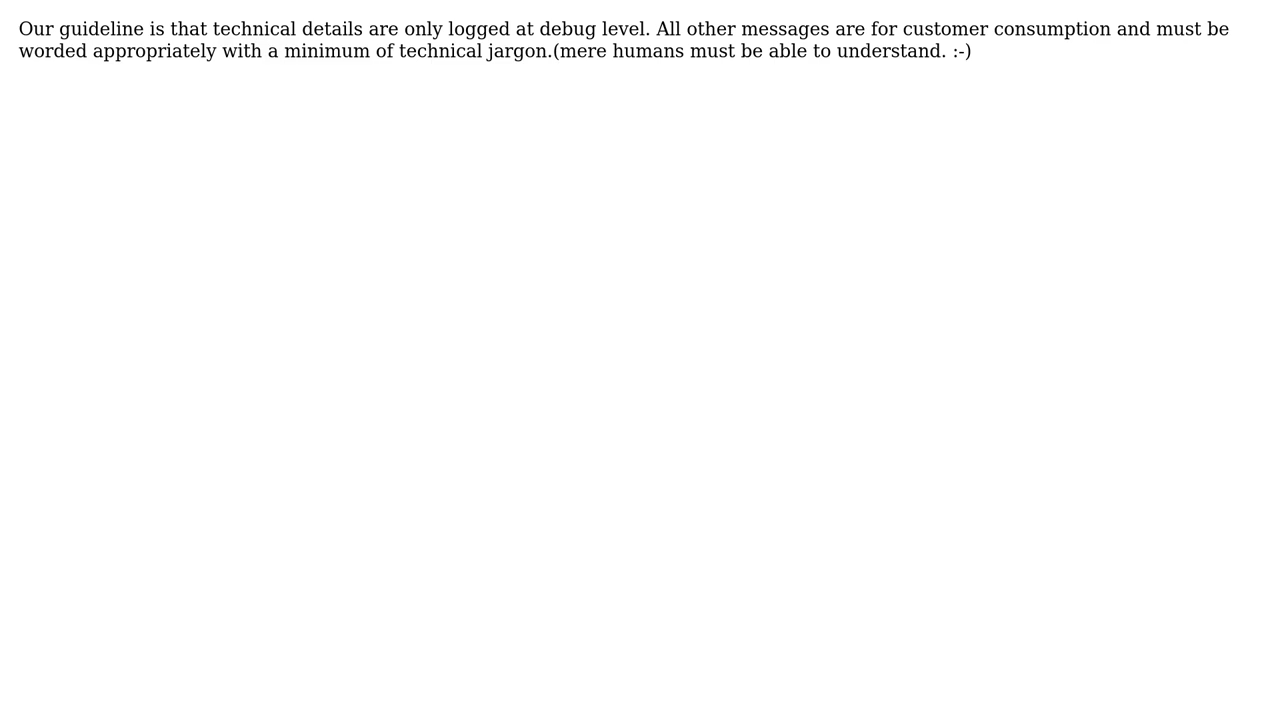 Our guideline is that technical details are only logged at debug level. All other messages are for customer consumption and must be
worded appropriately with a minimum of technical jargon.(mere humans must be able to understand. :-)